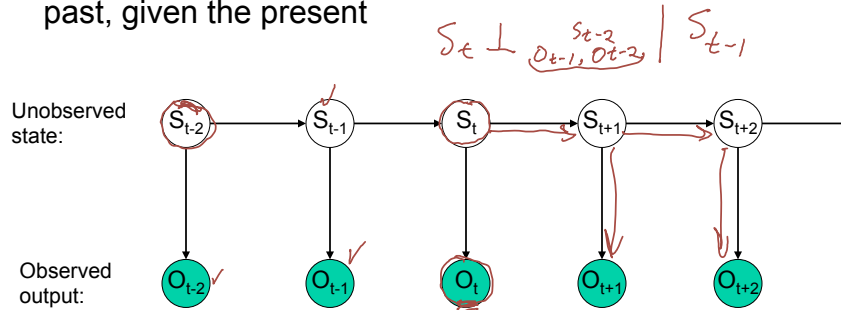 past, given the present
S_t ⊥ S_{t-2} O_{t-1}, O_{t-2} | S_{t-1}
Unobserved state:
S_{t-2} S_{t-1} S_t S_{t+1} S_{t+2}
Observed output:
O_{t-2} O_{t-1} O_t O_{t+1} O_{t+2}